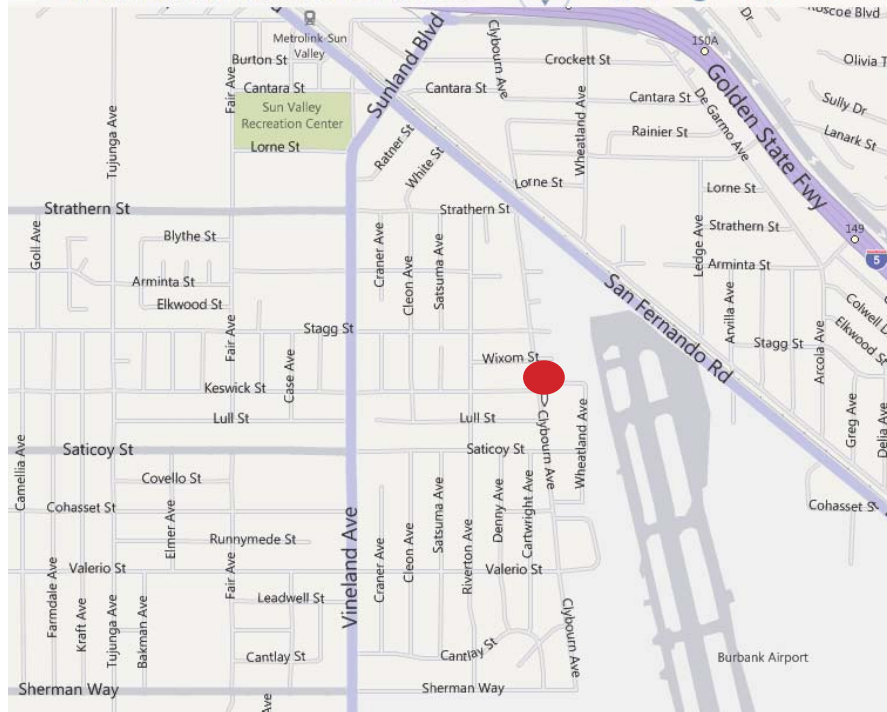 Roscoe Blvd
Dr
Metrolink-Sun
Valley
Sunland Blvd
Clybourn Ave
150A
Burton St
Crockett St
Olivia T
Cantara St
Cantara St
Cantara St
Golden State Fwy
Sully Dr
Fair Ave
Sun Valley
Recreation Center
Tujunga Ave
Wheatland Ave
De Garmo Ave
Rainier St
Lanark St
Lorne St
Ratner St
White St
Lorne St
Lorne St
Strathern St
Strathern St
Strathern St
149
Goll Ave
Blythe St
Craner Ave
Cleon Ave
Satsuma Ave
Ledge Ave
Arminta St
5
Arminta St
Elkwood St
San Fernando Rd
Arvilla Ave
Colwell D
Elkwood St
Stagg St
Stagg St
Fair Ave
Case Ave
Wixom St
Arcola Ave
Keswick St
Lull St
Lull St
Clybourn Ave
Wheatland Ave
Greg Ave
Delia Ave
Saticoy St
Saticoy St
Camellia Ave
Covello St
Satsuma Ave
Denny Ave
Cartwright Ave
Cohasset St
Cohasset S
Elmer Ave
Runnymede St
Vineland Ave
Craner Ave
Cleon Ave
Riverton Ave
Valerio St
Valerio St
Farmdale Ave
Kraft Ave
Tujunga Ave
Bakman Ave
Fair Ave
Leadwell St
Clybourn Ave
Cantlay St
Cantlay St
Burbank Airport
Sherman Way
Sherman Way
Ave